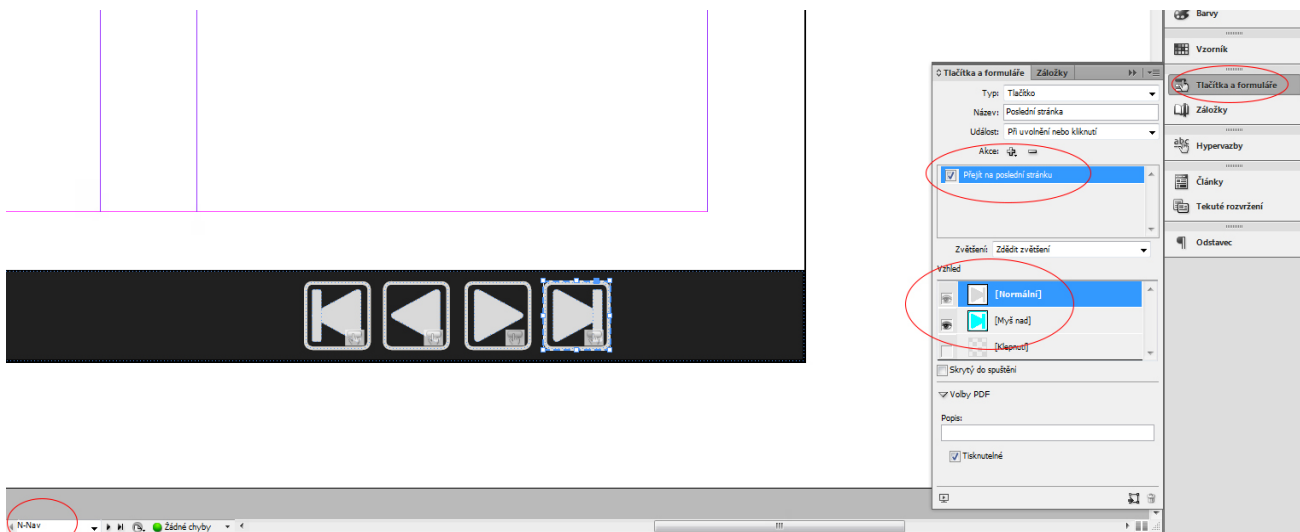 Barvy
Vzorník
Tlačítka a formuláře
Záložky
Hypervazby
Články
Tekuté rozvržení
Odstavec
Tlačítka a formuláře Záložky
Typ: Tlačítko
Název: Poslední stránka
Událost: Při uvolnění nebo kliknutí
Akce:
Přejít na poslední stránku
Zvětšení: Zdědit zvětšení
Vzhled
[Normální]
[Myš nad]
[Klepnutí]
Skrytý do spuštění
Volby PDF
Popis:
Tisknutelné
N-Nav
Žádné chyby